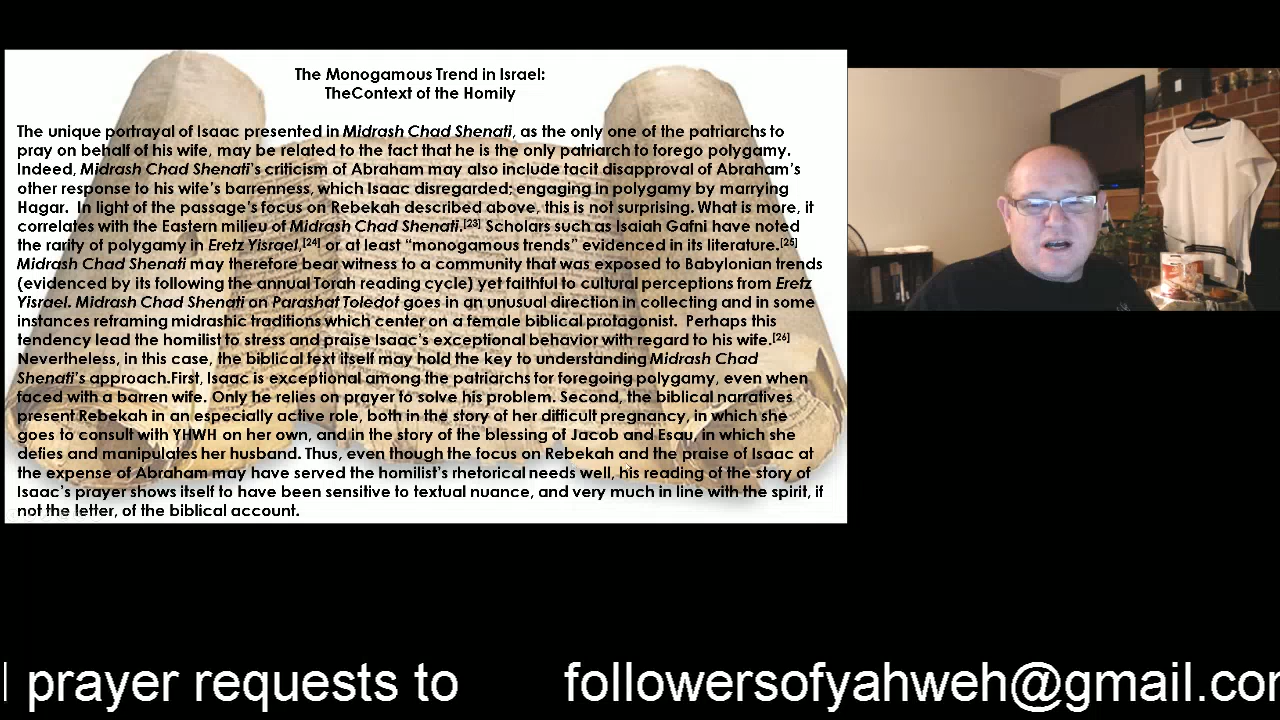 The Monogamous Trend in Israel:
TheContext of the Homily
The unique portrayal of Isaac presented in Midrash Chad Shenati, as the only one of the patriarchs to
pray on behalf of his wife, may be related to the fact that he is the only patriarch to forego polygamy.
Indeed, Midrash Chad Shenati's criticism of Abraham may also include tacit disapproval of Abraham's
other response to his wife's barrenness, which Isaac disregarded: engaging in polygamy by marrying
Hagar. In light of the passage's focus on Rebekah described above, this is not surprising. What is more, it
correlates with the Eastern milieu of Midrash Chad Shenati.[23] Scholars such as Isaiah Gafni have noted
the rarity of polygamy in Eretz Yisrael,[24] or at least "monogamous trends" evidenced in its literature.[25]
Midrash Chad Shenati may therefore bear witness to a community that was exposed to Babylonian trends
(evidenced by its following the annual Torah reading cycle) yet faithful to cultural perceptions from Eretz
Yisrael. Midrash Chad Shenati on Parashat Toledot goes in an unusual direction in collecting and in some
instances reframing midrashic traditions which center on a female biblical protagonist. Perhaps this
tendency lead the homilist to stress and praise Isaac's exceptional behavior with regard to his wife.[26]
Nevertheless, in this case, the biblical text itself may hold the key to understanding Midrash Chad
Shenati's approach.First, Isaac is exceptional among the patriarchs for foregoing polygamy, even when
faced with a barren wife. Only he relies on prayer to solve his problem. Second, the biblical narratives
present Rebekah in an especially active role, both in the story of her difficult pregnancy, in which she
goes to consult with YHWH on her own, and in the story of the blessing of Jacob and Esau, in which she
defies and manipulates her husband. Thus, even though the focus on Rebekah and the praise of Isaac at
the expense of Abraham may have served the homilist's rhetorical needs well, his reading of the story of
Isaac's prayer shows itself to have been sensitive to textual nuance, and very much in line with the spirit, if
not the letter, of the biblical account.
prayer requests to followersofyahweh@gmail.co